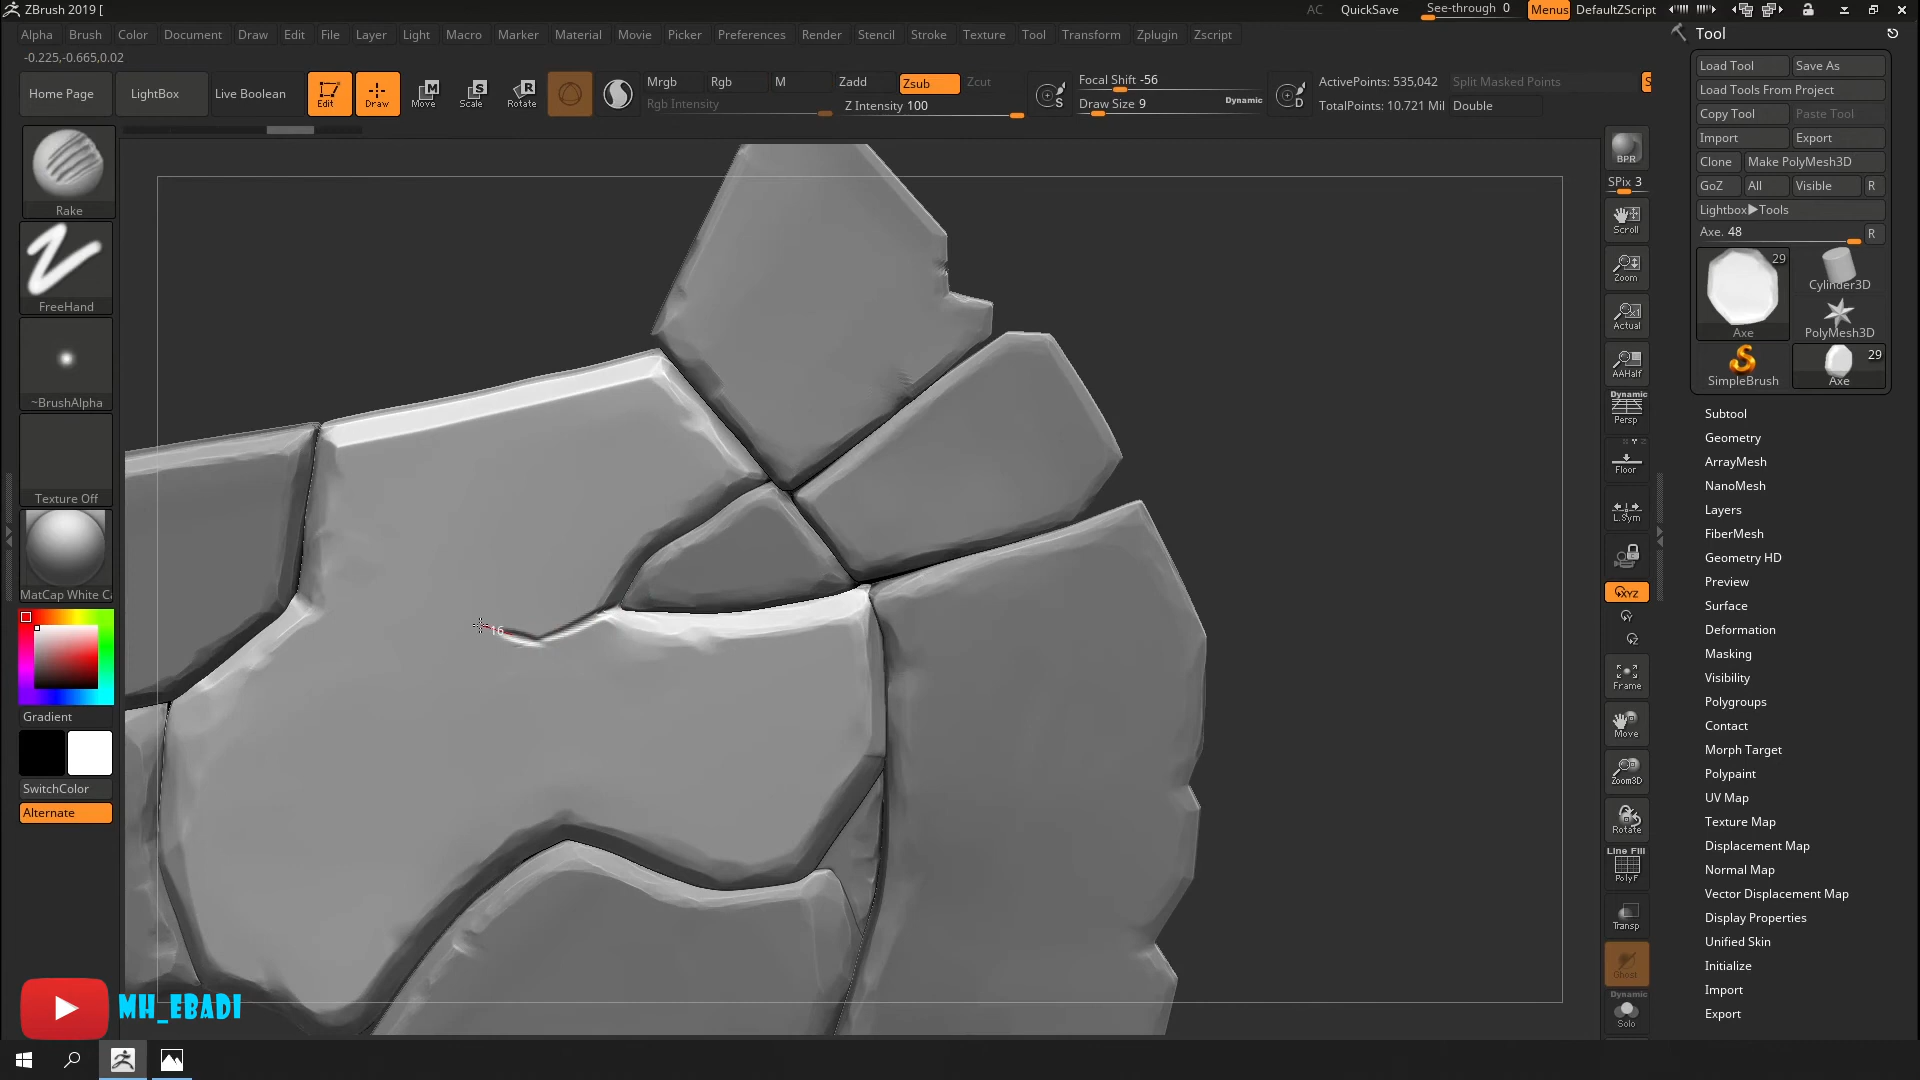 ZBrush 2019 [
AC QuickSave See-through 0 Menus DefaultZScript
Alpha Brush Color Document Draw Edit File Layer Light Macro Marker Material Movie Picker Preferences Render Stencil Stroke Texture Tool Transform Zplugin Zscript
-0.225,-0.665,0.02
Home Page LightBox Live Boolean Edit Draw Move Scale Rotate
Mrgb Rgb M Zadd Zsub Zcut
Rgb Intensity Z Intensity 100
Focal Shift -56
Draw Size 9 Dynamic
S
D
ActivePoints: 535,042 Split Masked Points
TotalPoints: 10.721 Mil Double
Rake
FreeHand
~BrushAlpha
Texture Off
MatCap White C
Gradient
SwitchColor
Alternate
16
MH_EBADI
BPR
SPix 3
Scroll
Zoom
Actual
AAHalf
Dynamic
Persp
Floor
L.Sym
XYZ
Frame
Move
Zoom3D
Rotate
Line Fill
PolyF
Transp
Ghost
Dynamic
Solo
Tool
Load Tool Save As
Load Tools From Project
Copy Tool Paste Tool
Import Export
Clone Make PolyMesh3D
GoZ All Visible R
Lightbox▶Tools
Axe. 48 R
29
Axe
Cylinder3D
PolyMesh3D
SimpleBrush
29
Axe
Subtool
Geometry
ArrayMesh
NanoMesh
Layers
FiberMesh
Geometry HD
Preview
Surface
Deformation
Masking
Visibility
Polygroups
Contact
Morph Target
Polypaint
UV Map
Texture Map
Displacement Map
Normal Map
Vector Displacement Map
Display Properties
Unified Skin
Initialize
Import
Export